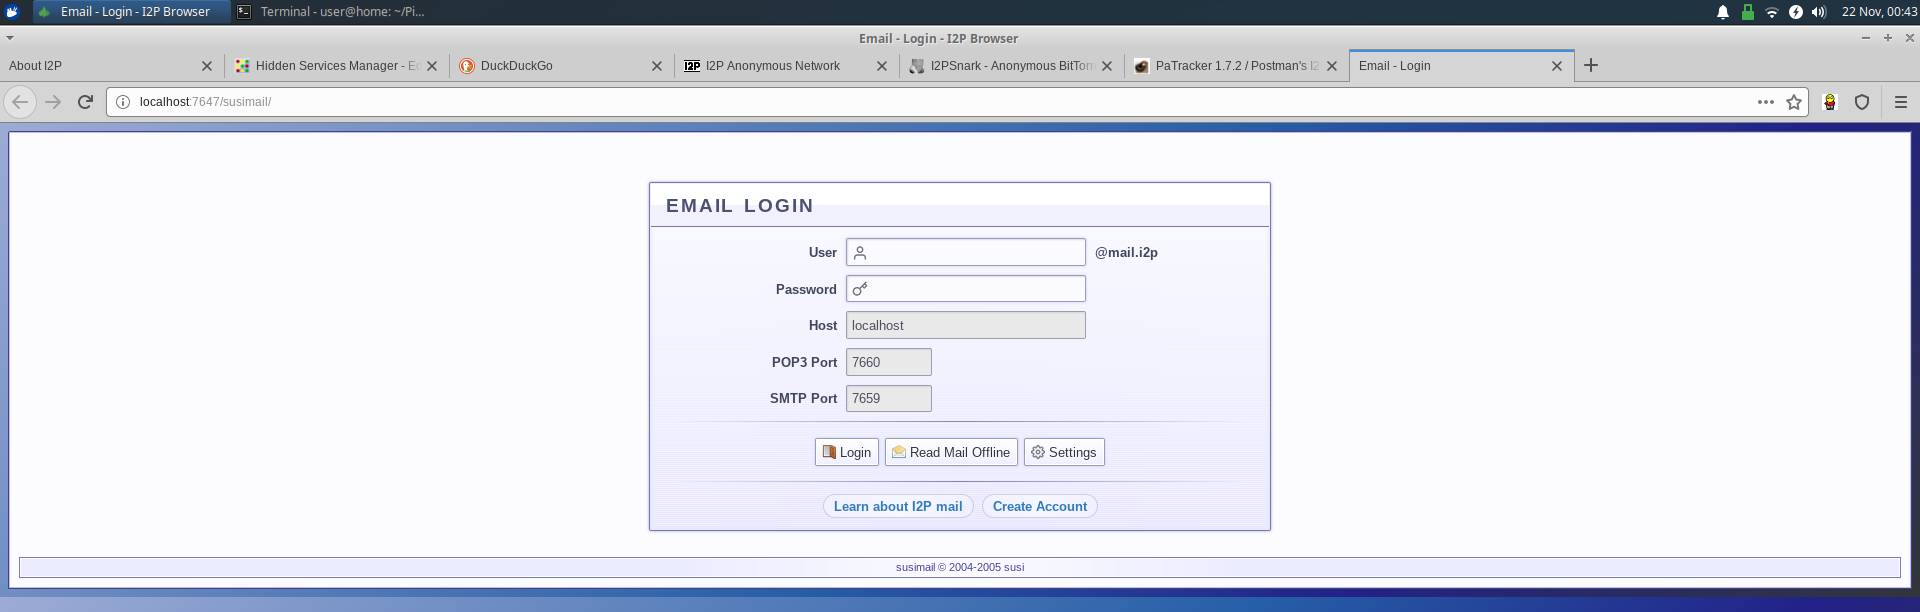 Email - Login - I2P Browser
Terminal - user@home: ~/Pi...
22 Nov, 00:43
Email - Login - I2P Browser
About I2P
Hidden Services Manager - Ec
DuckDuckGo
I2P I2P Anonymous Network
I2PSnark - Anonymous BitTorr
PaTracker 1.7.2 / Postman's I2
Email - Login
localhost:7647/susimail/
EMAIL LOGIN
User
@mail.i2p
Password
Host localhost
POP3 Port 7660
SMTP Port 7659
Login Read Mail Offline Settings
Learn about I2P mail Create Account
susimail © 2004-2005 susi